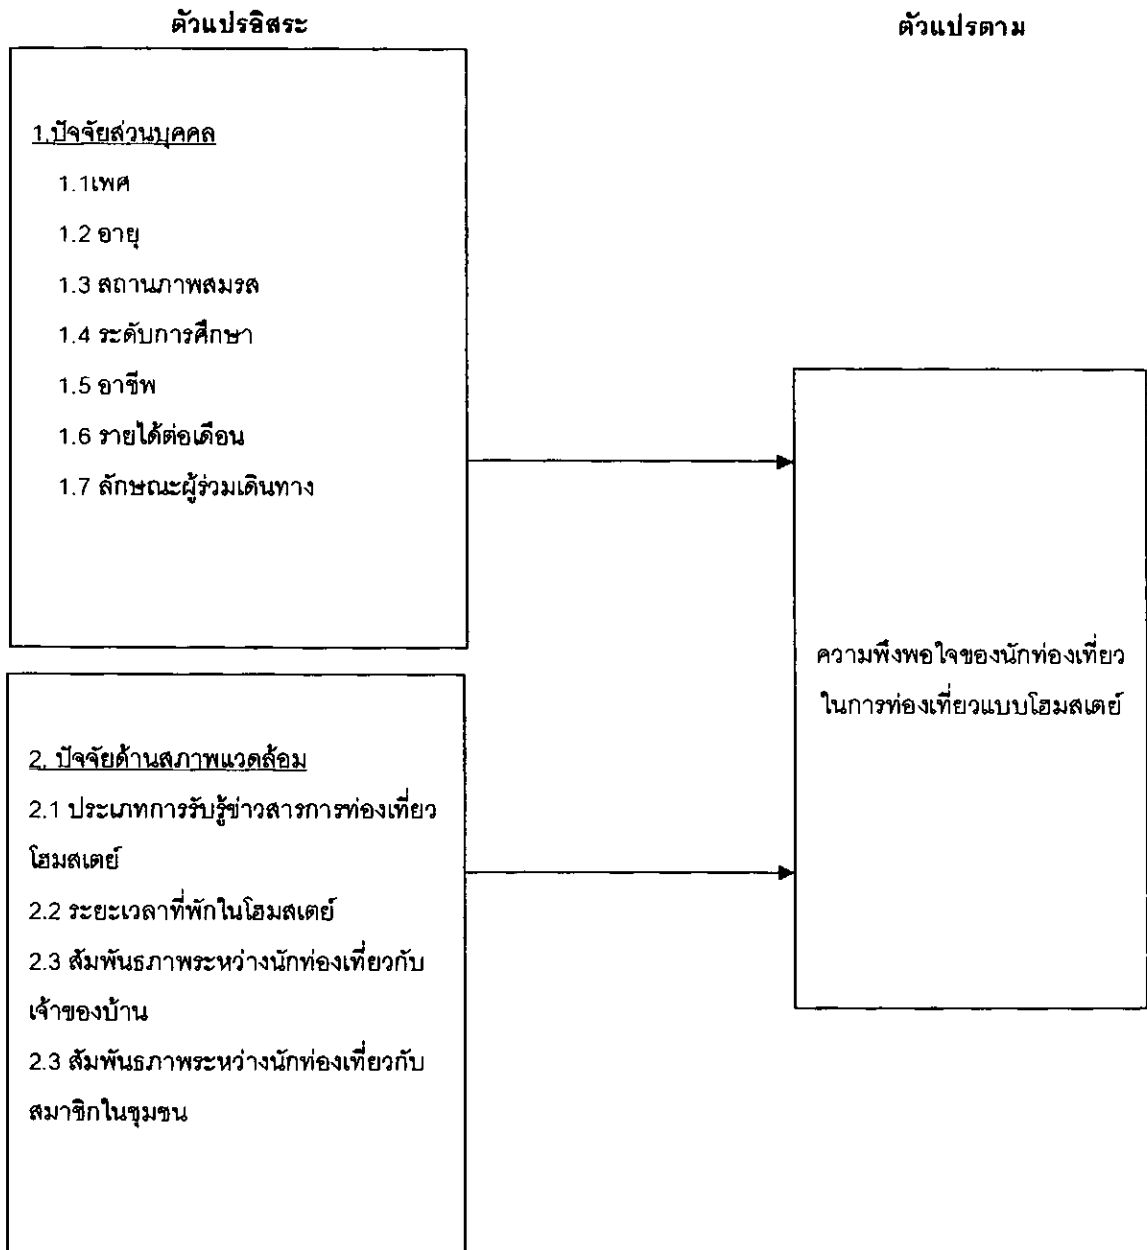 ตัวแปรอิสระ
ตัวแปรตาม
1.ปัจจัยส่วนบุคคล
1.1เพศ
1.2 อายุ
1.3 สถานภาพสมรส
1.4 ระดับการศึกษา
1.5 อาชีพ
1.6 รายได้ต่อเดือน
1.7 ลักษณะผู้ร่วมเดินทาง
2. ปัจจัยด้านสภาพแวดล้อม
2.1 ประเภทการรับรู้ข่าวสารการท่องเที่ยว
โฮมสเตย์
2.2 ระยะเวลาที่พักในโฮมสเตย์
2.3 สัมพันธภาพระหว่างนักท่องเที่ยวกับ
เจ้าของบ้าน
2.3 สัมพันธภาพระหว่างนักท่องเที่ยวกับ
สมาชิกในชุมชน
ความพึงพอใจของนักท่องเที่ยว
ในการท่องเที่ยวแบบโฮมสเตย์